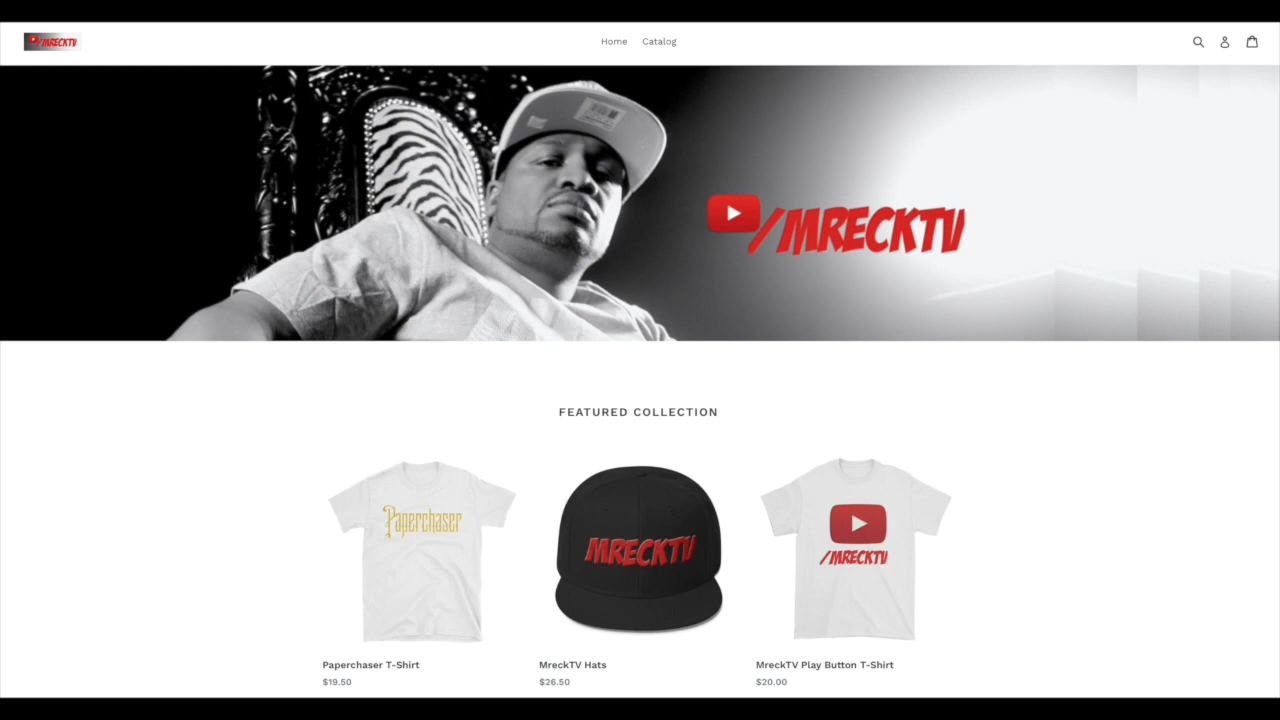 /MRECKTV
Home Catalog
/MRECKTV
FEATURED COLLECTION
Paperchaser
MRECKTV
/MRECKTV
Paperchaser T-Shirt
$19.50
MreckTV Hats
$26.50
MreckTV Play Button T-Shirt
$20.00